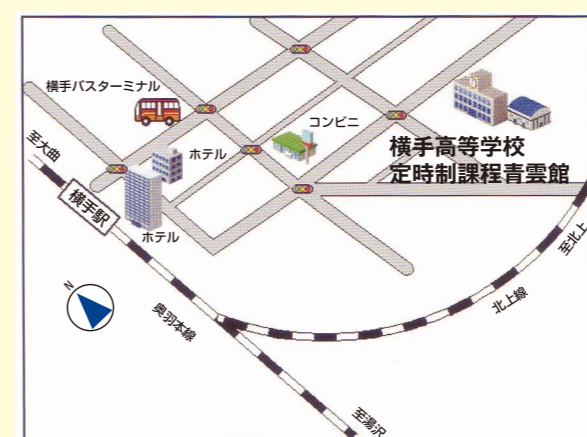 横手バスターミナル
コンビニ
至大曲
ホテル
横手高等学校
定時制課程青雲館
横手駅
ホテル
至北上
N
北上線
奥羽本線
至湯沢